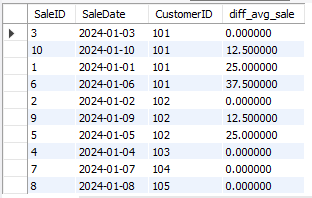 SaleID SaleDate CustomerID diff_avg_sale
3 2024-01-03 101 0.000000
10 2024-01-10 101 12.500000
1 2024-01-01 101 25.000000
6 2024-01-06 101 37.500000
2 2024-01-02 102 0.000000
9 2024-01-09 102 12.500000
5 2024-01-05 102 25.000000
4 2024-01-04 103 0.000000
7 2024-01-07 104 0.000000
8 2024-01-08 105 0.000000